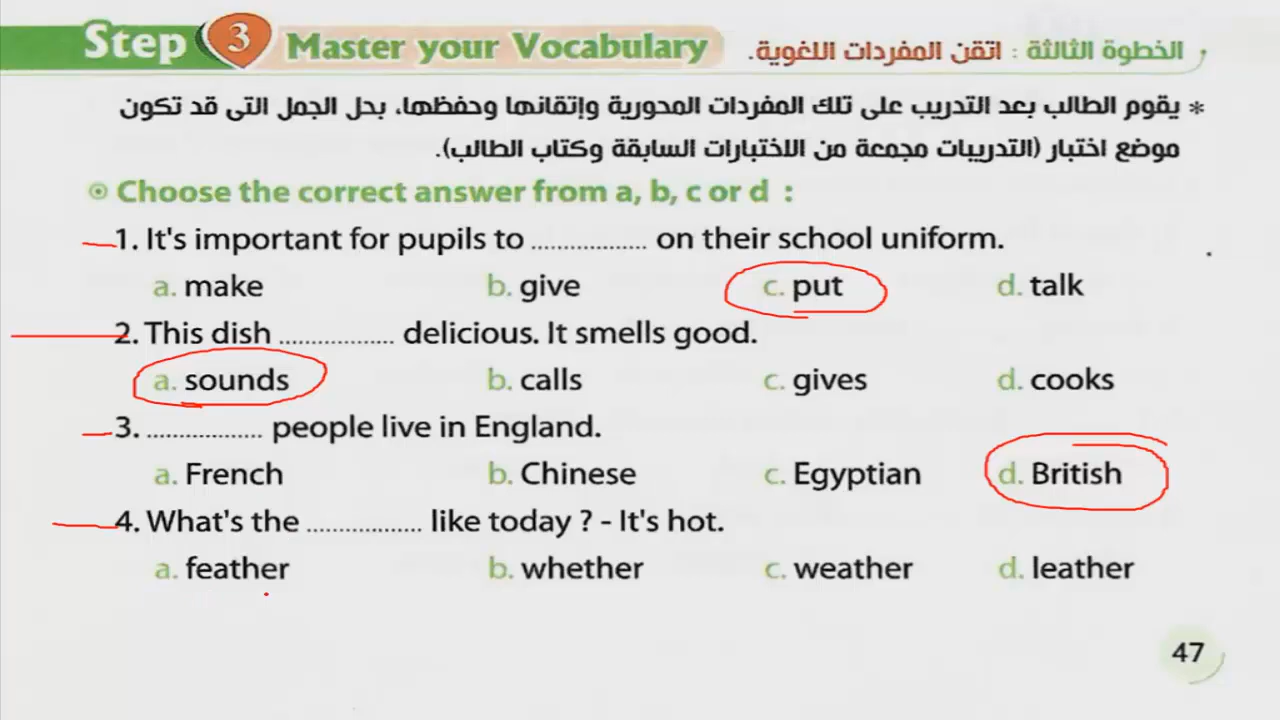 Step 3 Master your Vocabulary الخطوة الثالثة : اتقن المفردات اللغوية.
* يقوم الطالب بعد التدريب على تلك المفردات المحورية وإتقانها وحفظها، بحل الجمل التى قد تكون
موضع اختبار (التدريبات مجمعة من الاختبارات السابقة وكتاب الطالب).
Choose the correct answer from a, b, c or d :
1. It's important for pupils to ................. on their school uniform.
a. make b. give c. put d. talk
2. This dish ................. delicious. It smells good.
a. sounds b. calls c. gives d. cooks
3. ................. people live in England.
a. French b. Chinese c. Egyptian d. British
4. What's the ................. like today ? - It's hot.
a. feather b. whether c. weather d. leather
47